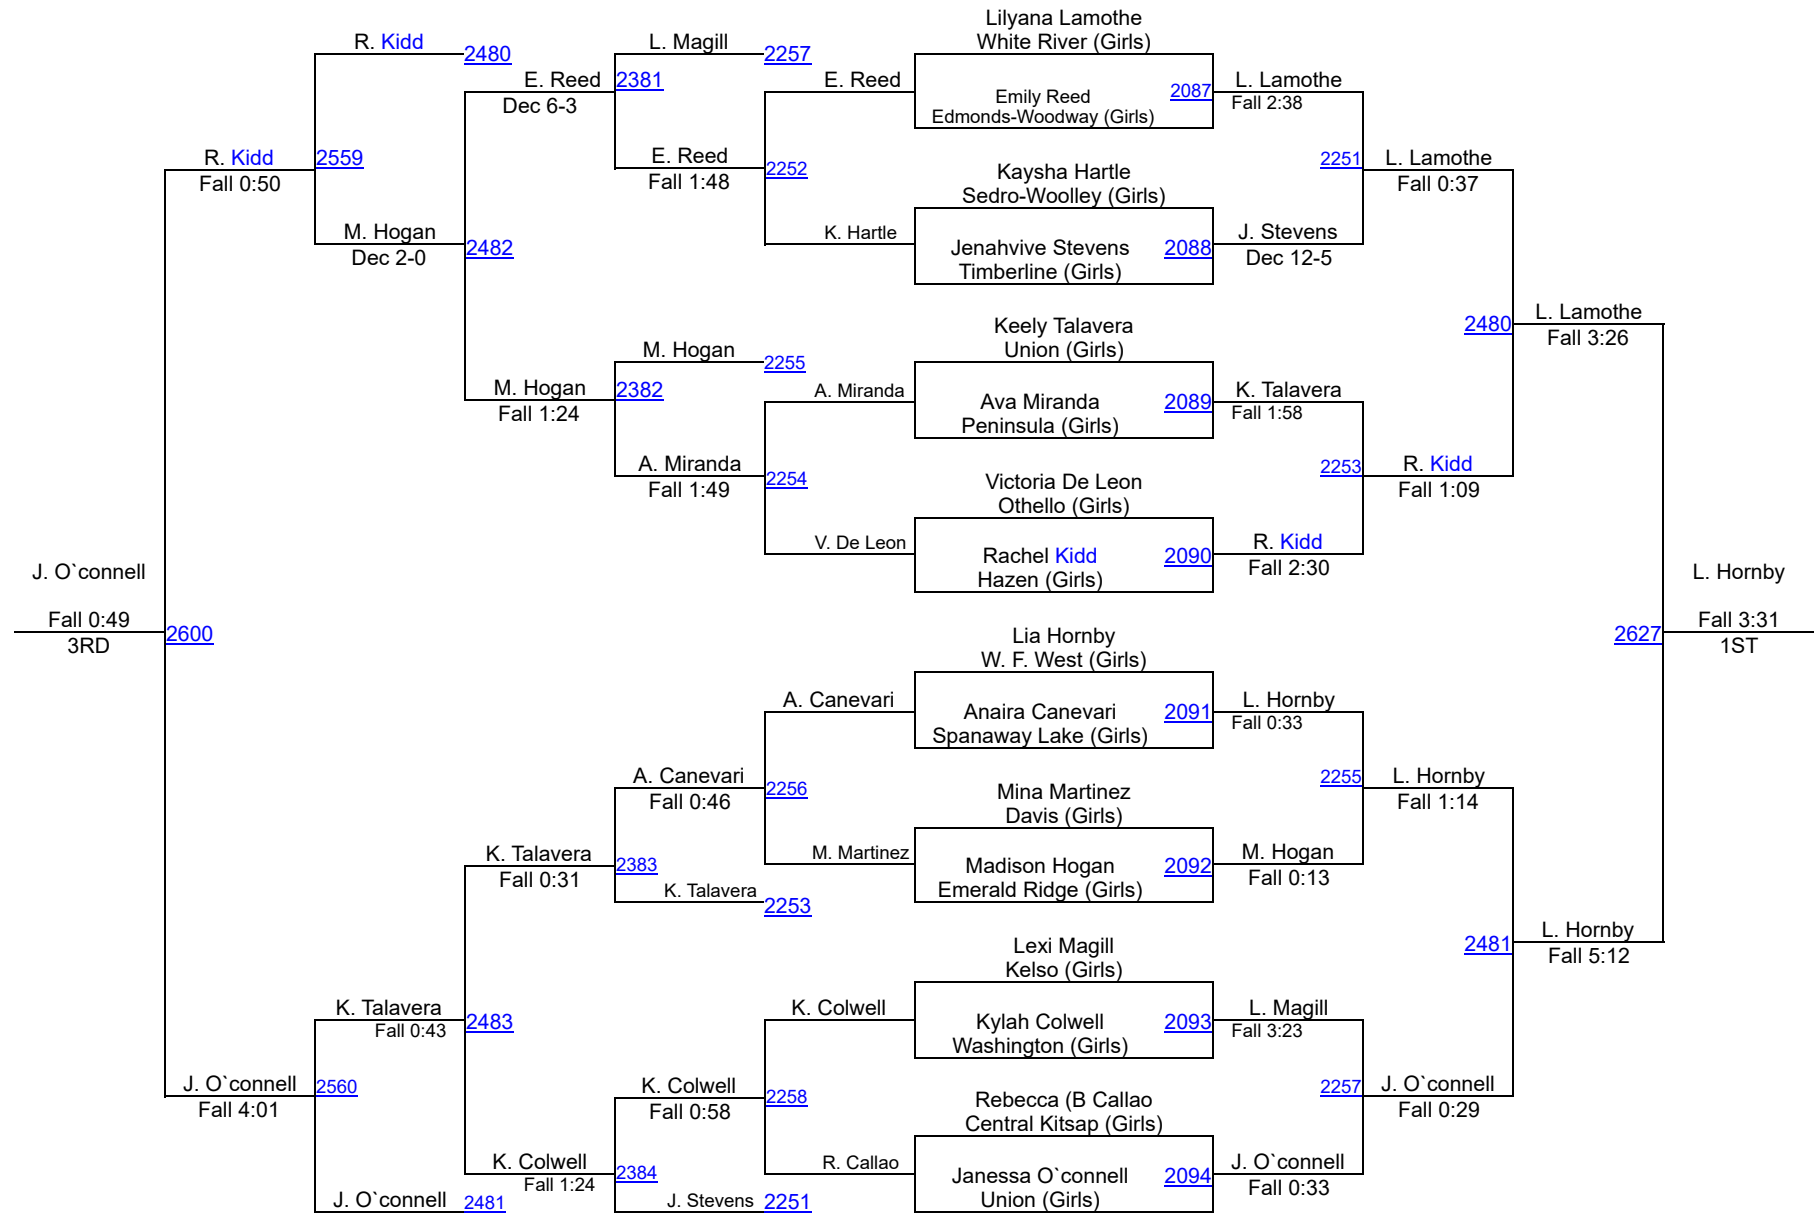 Lilyana Lamothe
R. Kidd
L. Magill
White River (Girls)
2480
2257
E. Reed
2381
E. Reed
L. Lamothe
Dec 6-3
Emily Reed
2087
Fall 2:38
Edmonds-Woodway (Girls)
R. Kidd
2559
E. Reed
2251
L. Lamothe
Fall 0:50
Fall 1:48
2252
Kaysha Hartle
Fall 0:37
Sedro-Woolley (Girls)
M. Hogan
K. Hartle
J. Stevens
Dec 2-0
2482
Jenahvive Stevens
2088
Dec 12-5
Timberline (Girls)
L. Lamothe
Keely Talavera
2480
Fall 3:26
M. Hogan
Union (Girls)
2255
M. Hogan
2382
A. Miranda
K. Talavera
Fall 1:24
Ava Miranda
2089
Fall 1:58
Peninsula (Girls)
A. Miranda
2253
R. Kidd
Fall 1:49
2254
Victoria De Leon
Fall 1:09
Othello (Girls)
V. De Leon
R. Kidd
Rachel Kidd
2090
Fall 2:30
J. O`connell
Hazen (Girls)
L. Hornby
Fall 0:49
Fall 3:31
3RD
2600
Lia Hornby
2627
1ST
W. F. West (Girls)
A. Canevari
L. Hornby
Anaira Canevari
2091
Fall 0:33
Spanaway Lake (Girls)
A. Canevari
2255
L. Hornby
Fall 0:46
2256
Mina Martinez
Fall 1:14
Davis (Girls)
K. Talavera
M. Martinez
M. Hogan
Fall 0:31
2383
Madison Hogan
2092
Fall 0:13
K. Talavera
Emerald Ridge (Girls)
2253
L. Hornby
Lexi Magill
2481
Fall 5:12
Kelso (Girls)
K. Talavera
K. Colwell
L. Magill
Fall 0:43
2483
Kylah Colwell
2093
Fall 3:23
Washington (Girls)
J. O`connell
2560
K. Colwell
2257
J. O`connell
Fall 4:01
Fall 0:58
2258
Rebecca (B Callao
Fall 0:29
Central Kitsap (Girls)
K. Colwell
R. Callao
J. O`connell
Fall 1:24
2384
Janessa O`connell
2094
Fall 0:33
J. O`connell
2481
J. Stevens
2251
Union (Girls)